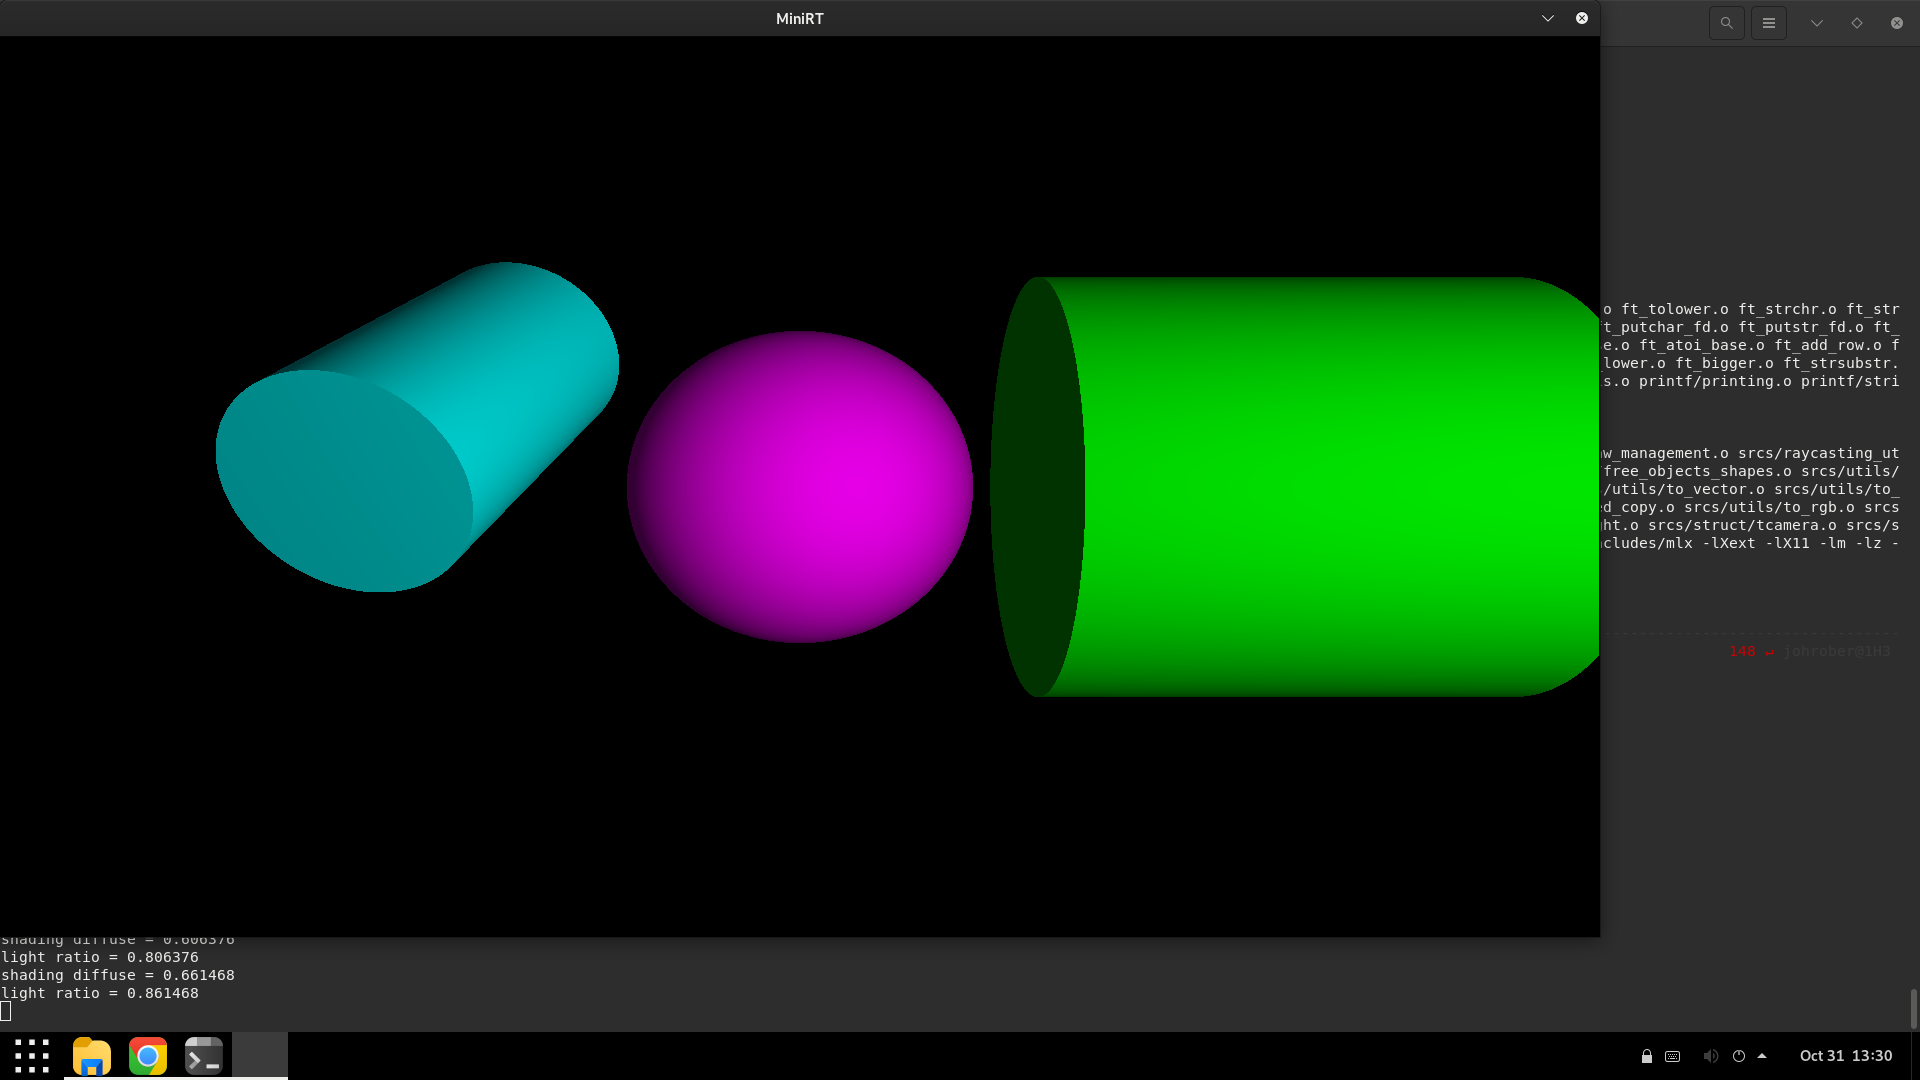 MiniRT
o ft_tolower.o ft_strchr.o ft_str
t_putchar_fd.o ft_putstr_fd.o ft_
e.o ft_atoi_base.o ft_add_row.o f
lower.o ft_bigger.o ft_strsubstr.
s.o printf/printing.o printf/stri
w_management.o srcs/raycasting_ut
free_objects_shapes.o srcs/utils/
/utils/to_vector.o srcs/utils/to_
d_copy.o srcs/utils/to_rgb.o srcs
ht.o srcs/struct/tcamera.o srcs/s
cludes/mlx -lXext -lX11 -lm -lz -
148 ↵ johrober@1H3
shading diffuse = 0.606376
light ratio = 0.806376
shading diffuse = 0.661468
light ratio = 0.861468
Oct 31 13:30